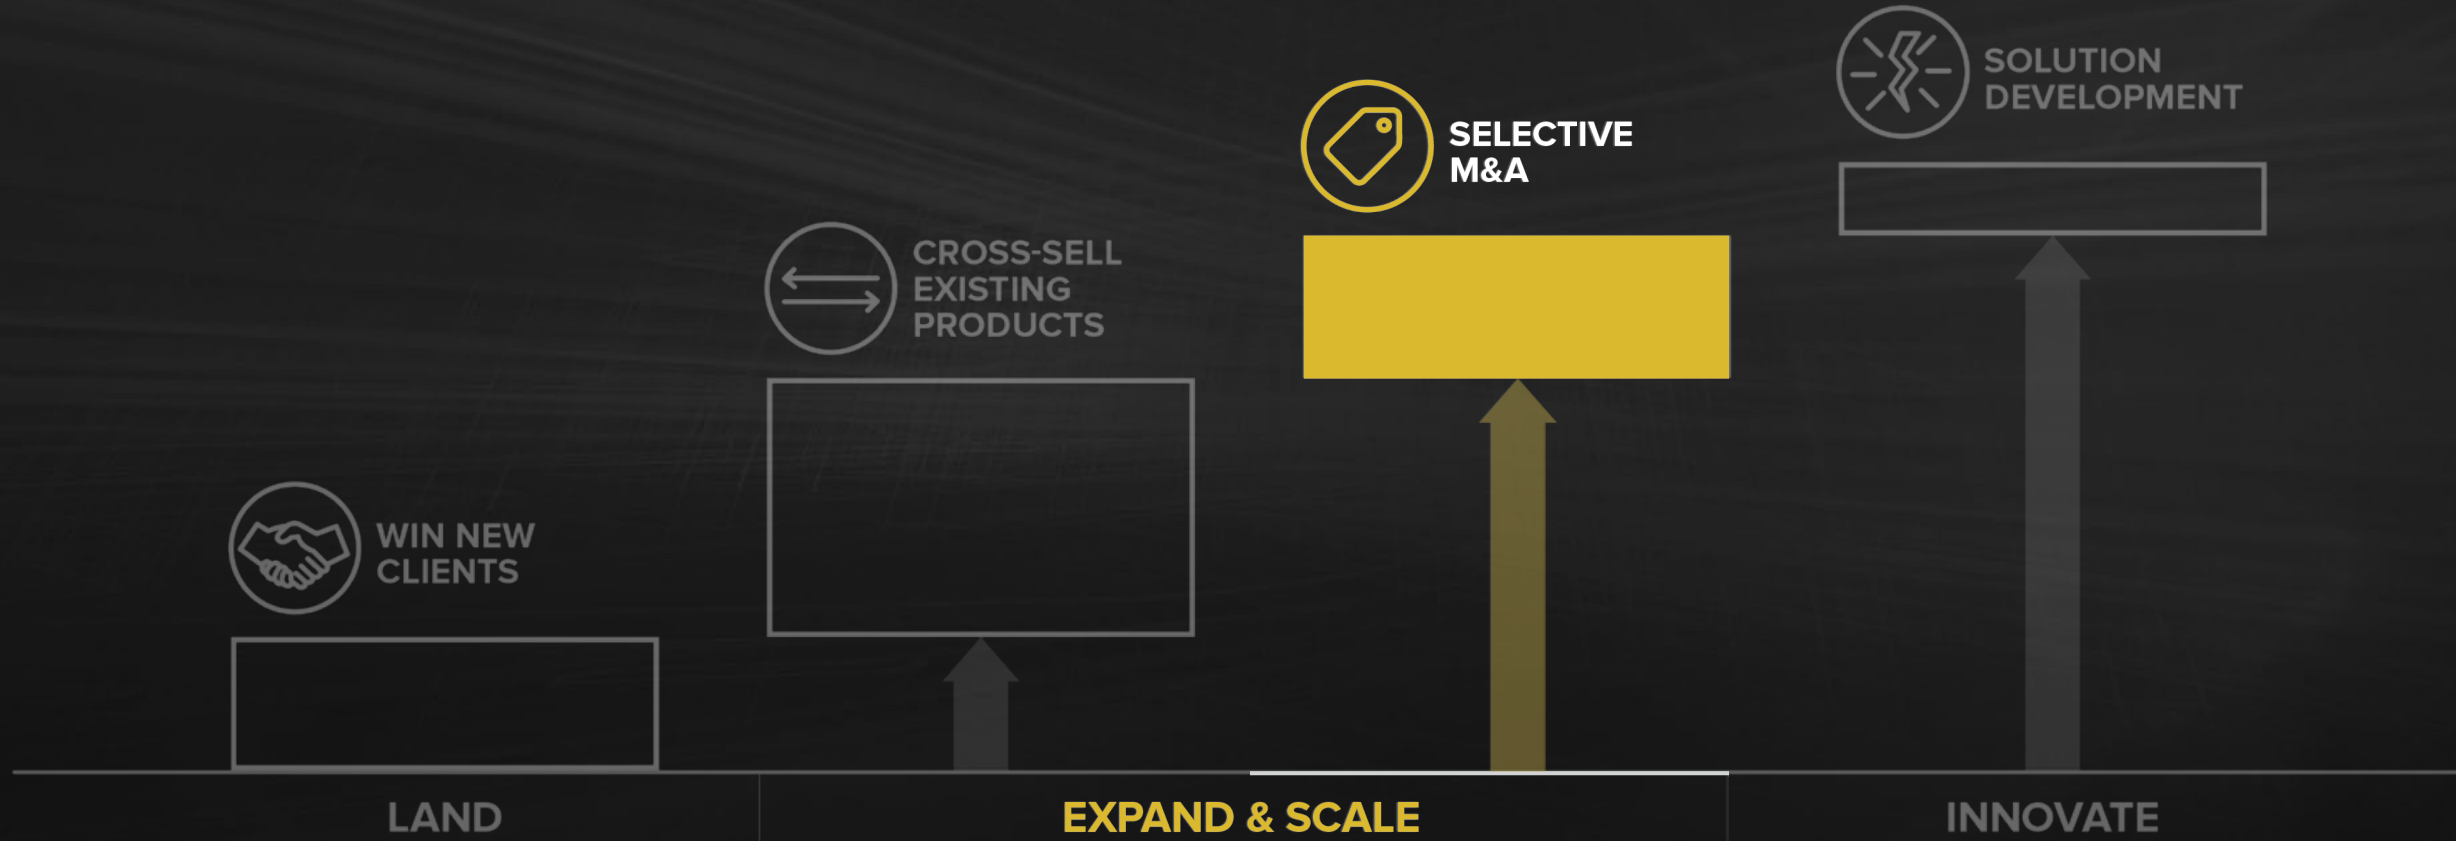 WIN NEW
CLIENTS
CROSS-SELL
EXISTING
PRODUCTS
SELECTIVE
M&A
SOLUTION
DEVELOPMENT
LAND
EXPAND & SCALE
INNOVATE